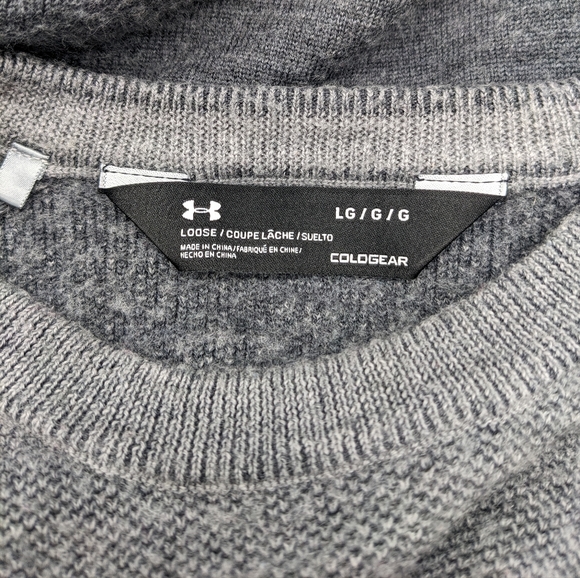 LG / G / G
LOOSE / COUPE LÂCHE / SUELTO
MADE IN CHINA / FABRIQUÉ EN CHINE /
HECHO EN CHINA
COLDGEAR